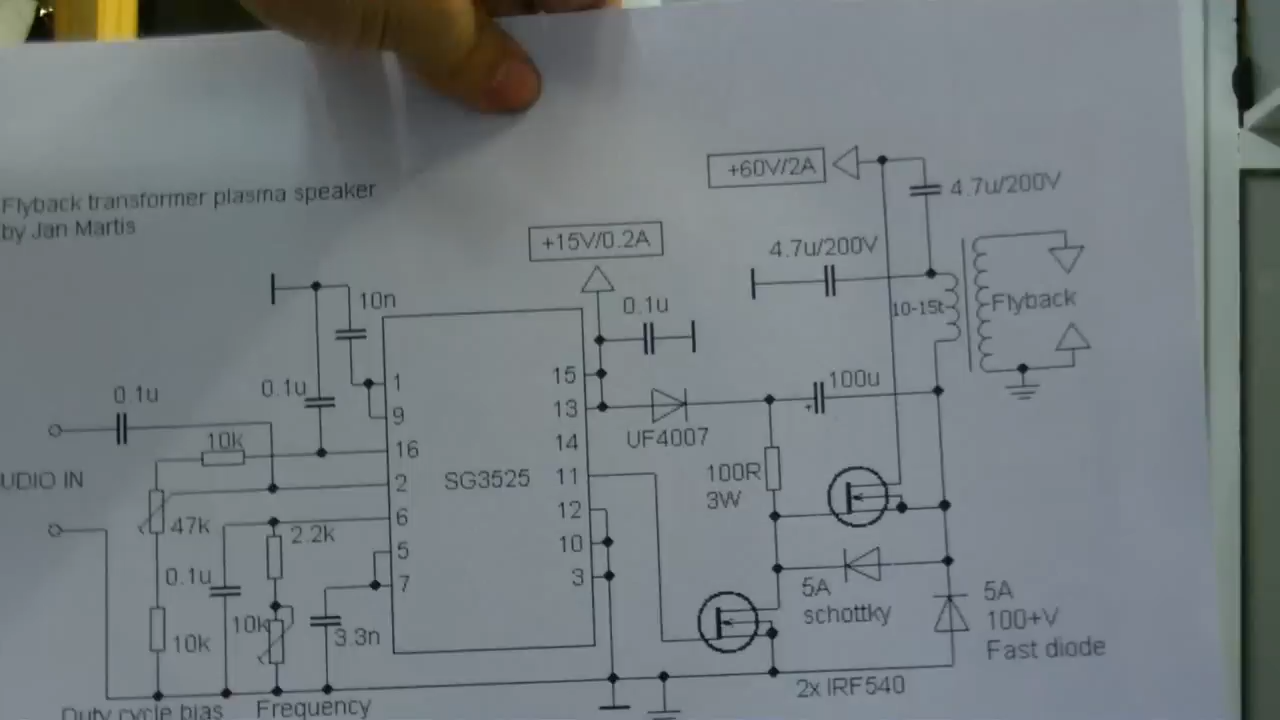 Flyback transformer plasma speaker
by Jan Martis
+60V/2A
4.7u/200V
+15V/0.2A
4.7u/200V
10n
0.1u
10-15t
Flyback
0.1u
0.1u
1
15
100u
9
13
UF4007
10k
16
14
100R
3W
UDIO IN
2
SG3525
11
47k
6
12
2.2k
5
10
0.1u
7
3
5A
schottky
5A
100+V
Fast diode
10k
10k
3.3n
2x IRF540
Duty cycle bias
Frequency